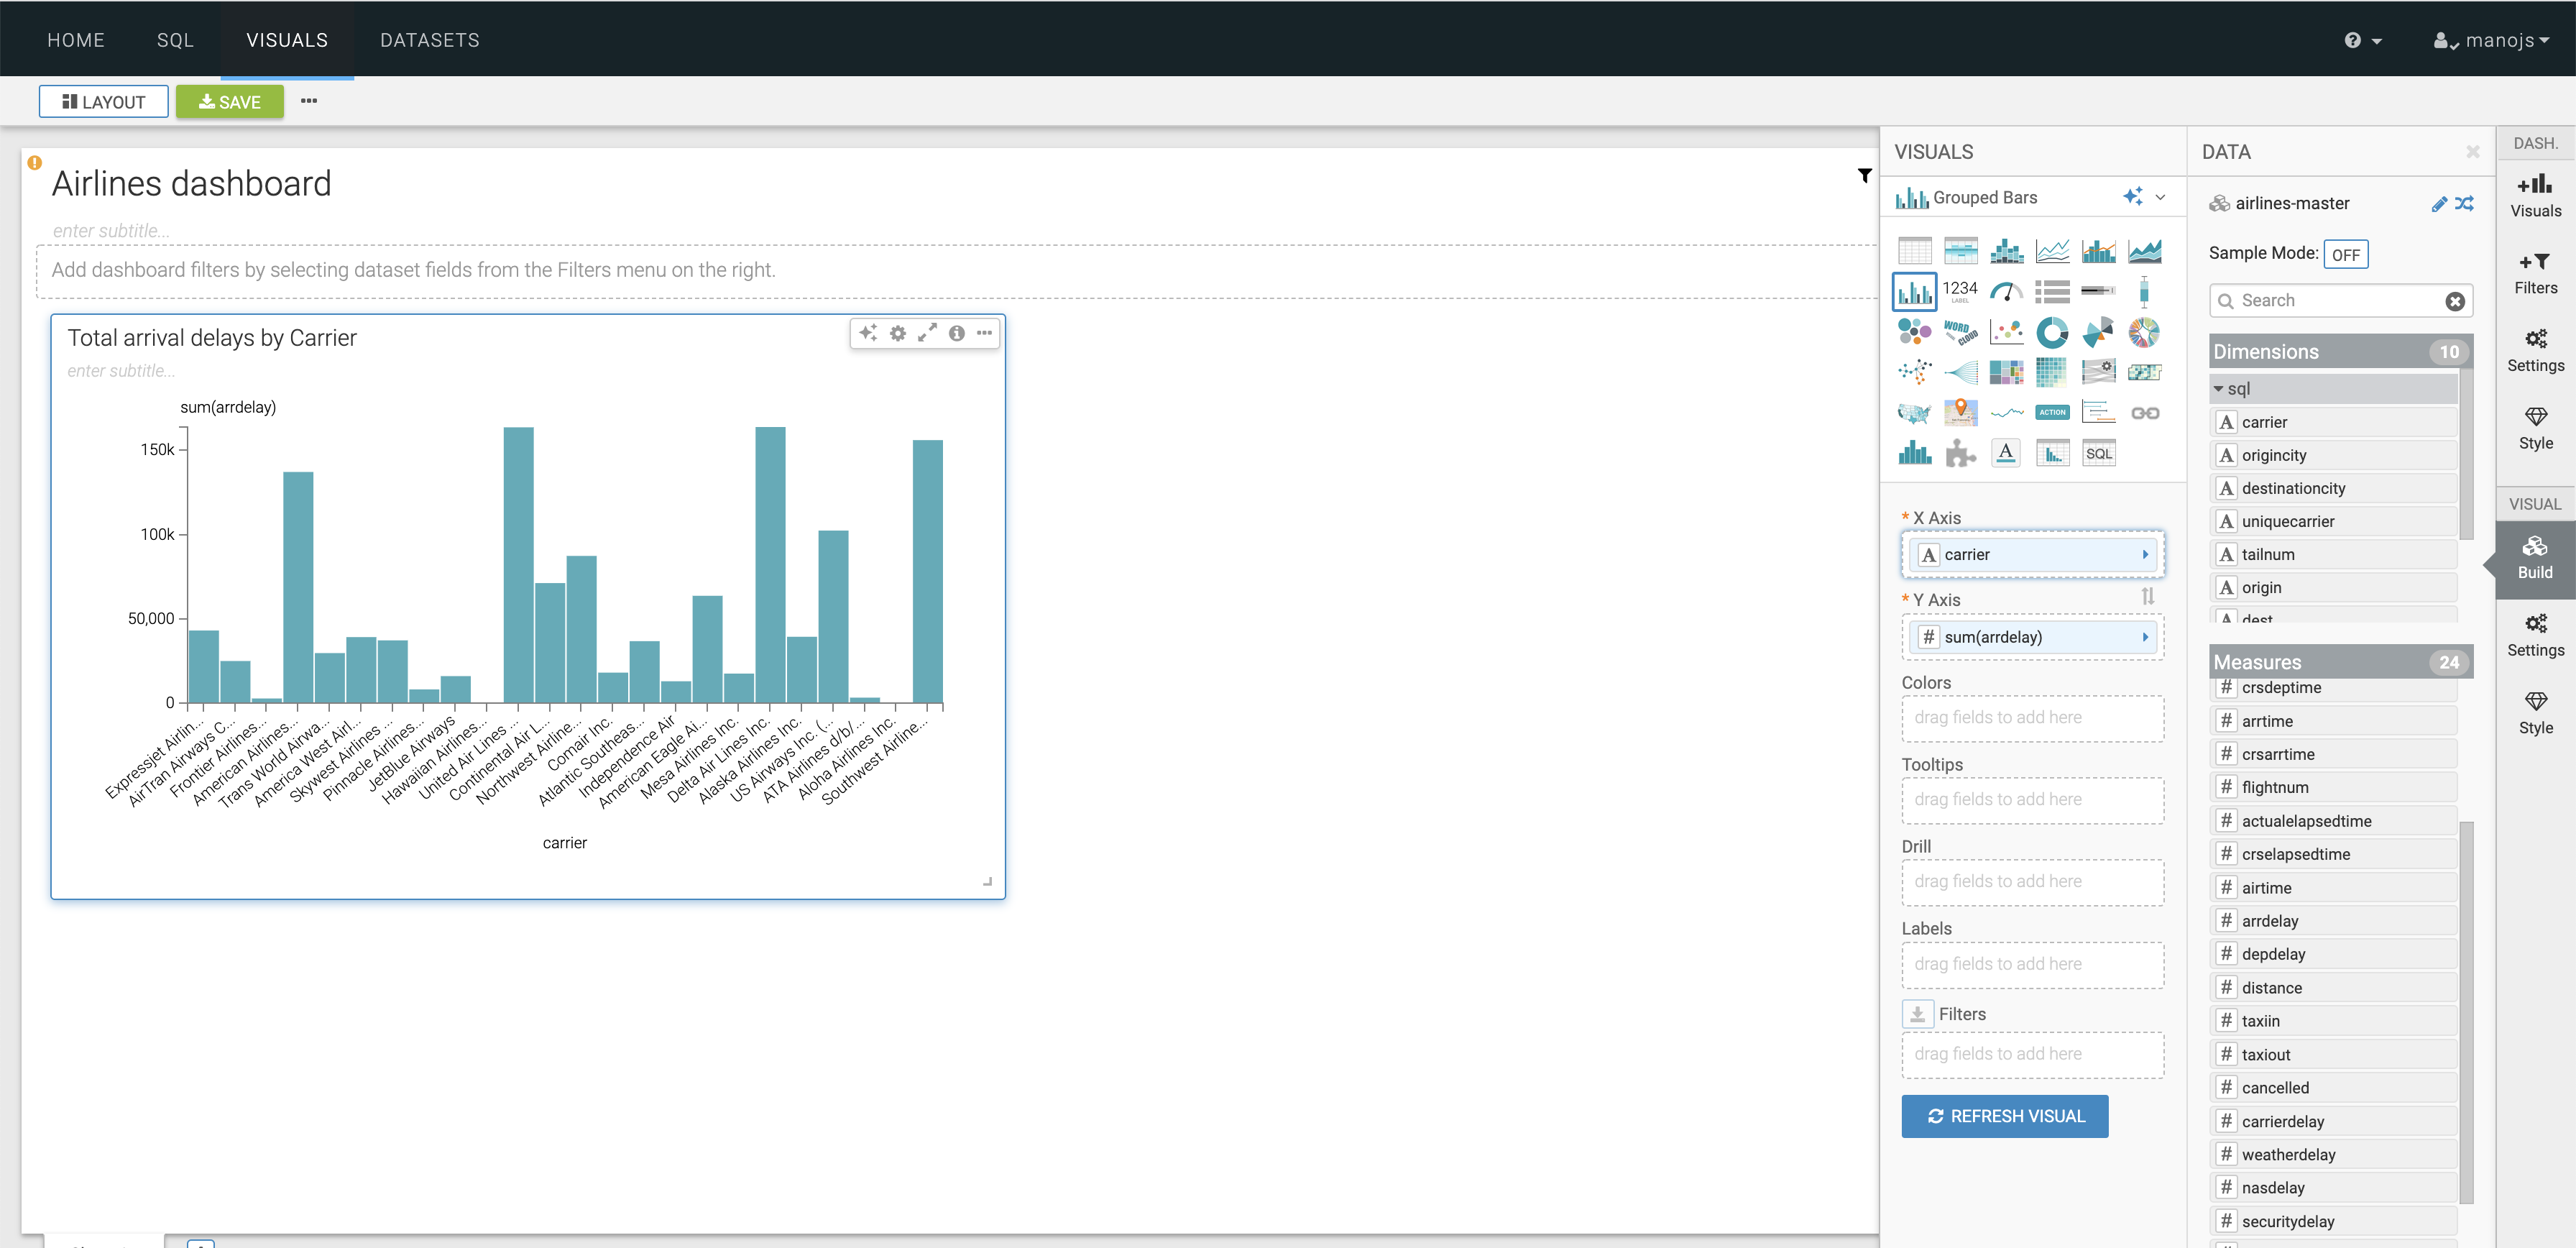 HOME SQL VISUALS DATASETS manojs
LAYOUT SAVE
Airlines dashboard
enter subtitle...
Add dashboard filters by selecting dataset fields from the Filters menu on the right.
Total arrival delays by Carrier
enter subtitle...
sum(arrdelay)
150k
100k
50,000
0
Expressjet Airlin...
AirTran Airways C...
Frontier Airlines...
American Airlines...
Trans World Airwa...
America West Airl...
Skywest Airlines ...
Pinnacle Airlines...
JetBlue Airways
Hawaiian Airlines...
United Air Lines ...
Continental Air L...
Northwest Airline...
Comair Inc.
Atlantic Southeas...
Independence Air
American Eagle Ai...
Mesa Airlines Inc.
Delta Air Lines Inc.
Alaska Airlines Inc.
US Airways Inc. (...
ATA Airlines d/b/...
Aloha Airlines Inc.
Southwest Airline...
carrier
VISUALS
Grouped Bars
1234
LABEL
WORD
CLOUD
ACTION
A
SQL
* X Axis
A carrier
* Y Axis
# sum(arrdelay)
Colors
drag fields to add here
Tooltips
drag fields to add here
Drill
drag fields to add here
Labels
drag fields to add here
Filters
drag fields to add here
REFRESH VISUAL
DATA
airlines-master
Sample Mode: OFF
Search
Dimensions 10
sql
A carrier
A origincity
A destinationcity
A uniquecarrier
A tailnum
A origin
A dest
Measures 24
# crsdeptime
# arrtime
# crsarrtime
# flightnum
# actualelapsedtime
# crselapsedtime
# airtime
# arrdelay
# depdelay
# distance
# taxiin
# taxiout
# cancelled
# carrierdelay
# weatherdelay
# nasdelay
# securitydelay
DASH.
Visuals
Filters
Settings
Style
VISUAL
Build
Settings
Style